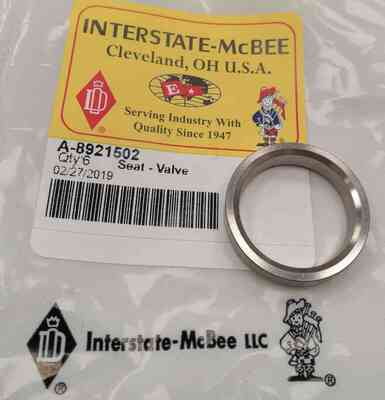 INTERSTATE-McBEE
Cleveland, OH U.S.A.
E
Serving Industry With
Quality Since 1947
A-8921502
Qty 6 Seat - Valve
02/27/2019
Interstate-McBee LLC